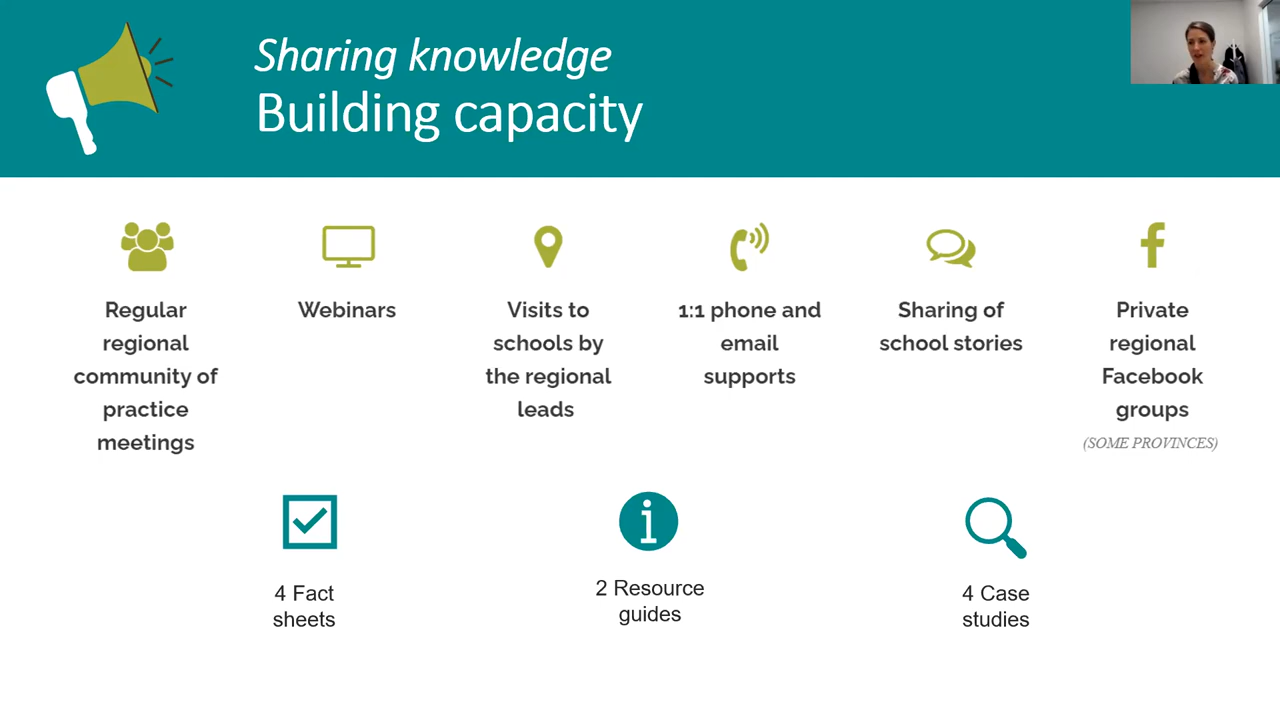 Sharing knowledge
Building capacity
Regular
regional
community of
practice
meetings
Webinars
Visits to
schools by
the regional
leads
1:1 phone and
email
supports
Sharing of
school stories
Private
regional
Facebook
groups
(SOME PROVINCES)
4 Fact
sheets
2 Resource
guides
4 Case
studies